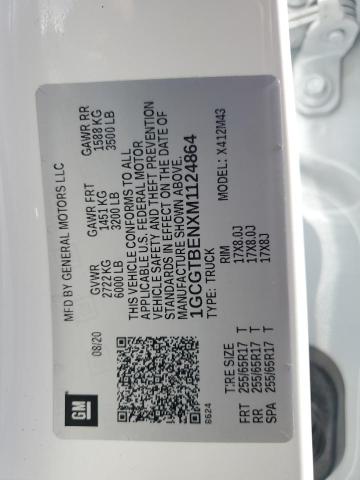 GM
MFD BY GENERAL MOTORS LLC
08/20
GVWR
2722 KG
6000 LB
GAWR FRT
1451 KG
3200 LB
GAWR RR
1588 KG
3500 LB
THIS VEHICLE CONFORMS TO ALL
APPLICABLE U.S. FEDERAL MOTOR
VEHICLE SAFETY AND THEFT PREVENTION
STANDARDS IN EFFECT ON THE DATE OF
MANUFACTURE SHOWN ABOVE.
1GCGTBENXM1124864
TYPE: TRUCK
MODEL: X412M43
8624
TIRE SIZE
RIM
FRT 255/65R17 T 17X8.0J
RR 255/65R17 T 17X8.0J
SPA 255/65R17 T 17X8J